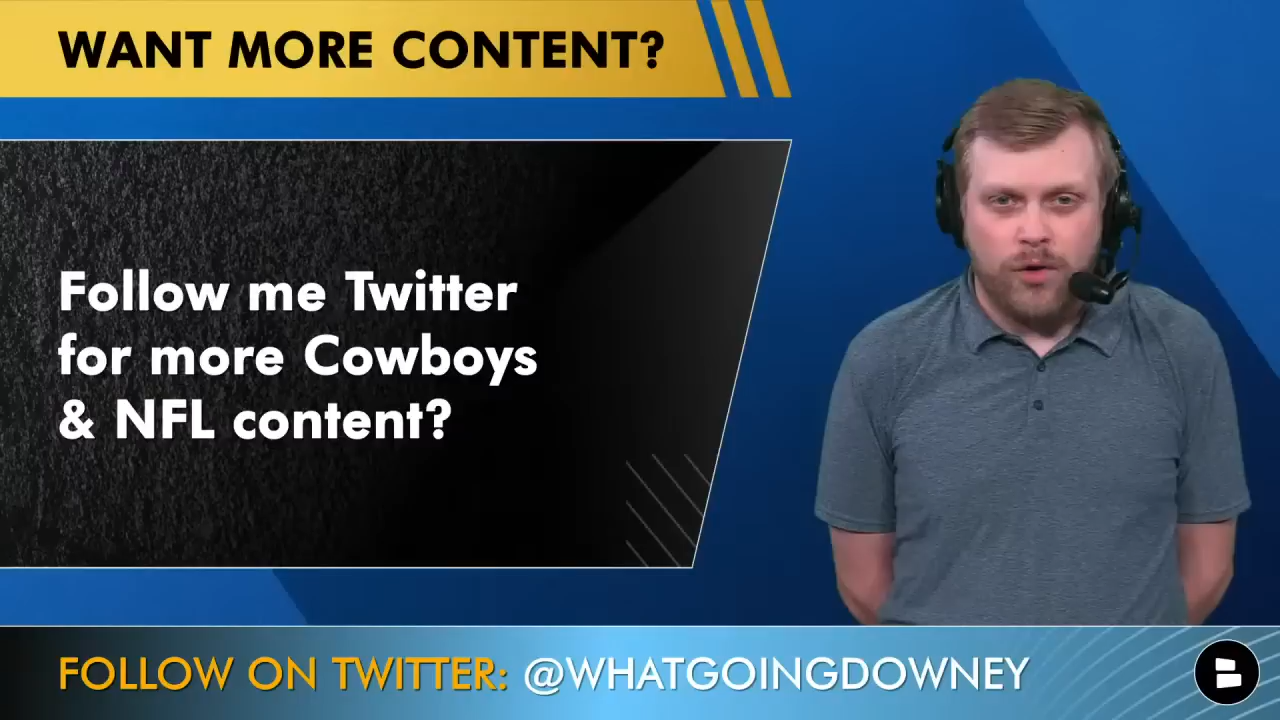 WANT MORE CONTENT?
Follow me Twitter
for more Cowboys
& NFL content?
FOLLOW ON TWITTER: @WHATGOINGDOWNEY